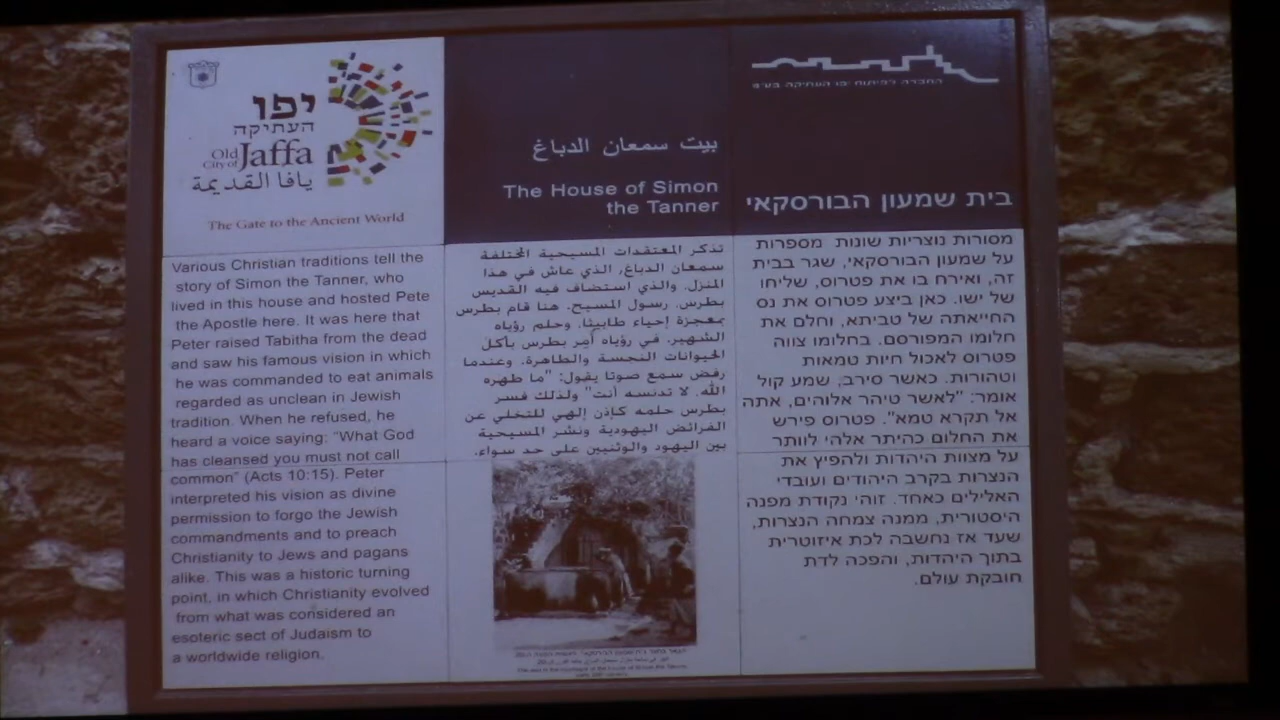 יפו
העתיקה
Old
City of Jaffa
يافا القديمة
The Gate to the Ancient World
Various Christian traditions tell the
story of Simon the Tanner, who
lived in this house and hosted Pete
the Apostle here. It was here that
Peter raised Tabitha from the dead
and saw his famous vision in which
he was commanded to eat animals
regarded as unclean in Jewish
tradition. When he refused, he
heard a voice saying: "What God
has cleansed you must not call
common" (Acts 10:15). Peter
interpreted his vision as divine
permission to forgo the Jewish
commandments and to preach
Christianity to Jews and pagans
alike. This was a historic turning
point, in which Christianity evolved
from what was considered an
esoteric sect of Judaism to
a worldwide religion.
بيت سمعان الدباغ
The House of Simon
the Tanner
تذكر المعتقدات المسيحية المختلفة
سمعان الدباغ، الذي عاش في هذا
المنزل. والذي استضاف فيه القديس
بطرس. رسول المسيح. هنا قام بطرس
بمعجزة إحياء طابيثا. وحلم رؤياه
الشهير. في رؤياه أمر بطرس بأكل
الحيوانات النجسة والطاهرة. وعندما
رفض سمع صوتا يقول: "ما طهره
الله. لا تدنسه أنت" ولذلك فسر
بطرس حلمه كإذن إلهي للتخلي عن
الفرائض اليهودية ونشر المسيحية
بين اليهود والوثنيين على حد سواء.
החברה לפיתוח יפו העתיקה בע"מ
בית שמעון הבורסקאי
מסורות נוצריות שונות מספרות
על שמעון הבורסקאי, שגר בבית
זה, ואירח בו את פטרוס, שליחו
של ישו. כאן ביצע פטרוס את נס
החייאתה של טביתא, וחלם את
חלומו המפורסם. בחלומו צווה
פטרוס לאכול חיות טמאות
וטהורות. כאשר סירב, שמע קול
אומר: "לאשר טיהר אלוהים, אתה
אל תקרא טמא". פטרוס פירש
את החלום כהיתר אלהי לוותר
על מצוות היהדות ולהפיץ את
הנצרות בקרב היהודים ועובדי
האלילים כאחד. זוהי נקודת מפנה
היסטורית, ממנה צמחה הנצרות,
שעד אז נחשבה לכת איזוטרית
בתוך היהדות, והפכה לדת
חובקת עולם.